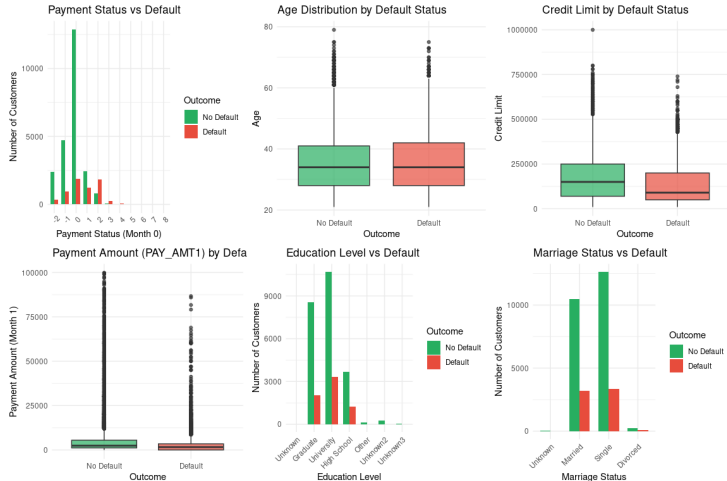 Payment Status vs Default
Number of Customers
10000
5000
0
-2
-1
0
1
2
3
4
5
6
7
8
Payment Status (Month 0)
Outcome
No Default
Default
Age Distribution by Default Status
Age
80
60
40
20
No Default
Default
Outcome
Credit Limit by Default Status
Credit Limit
1000000
750000
500000
250000
0
No Default
Default
Outcome
Payment Amount (PAY_AMT1) by Defa
Payment Amount (Month 1)
100000
75000
50000
25000
0
No Default
Default
Outcome
Education Level vs Default
Number of Customers
9000
6000
3000
0
Unknown
Graduate
University
High School
Other
Unknown2
Unknown3
Education Level
Outcome
No Default
Default
Marriage Status vs Default
Number of Customers
10000
5000
0
Unknown
Married
Single
Divorced
Marriage Status
Outcome
No Default
Default